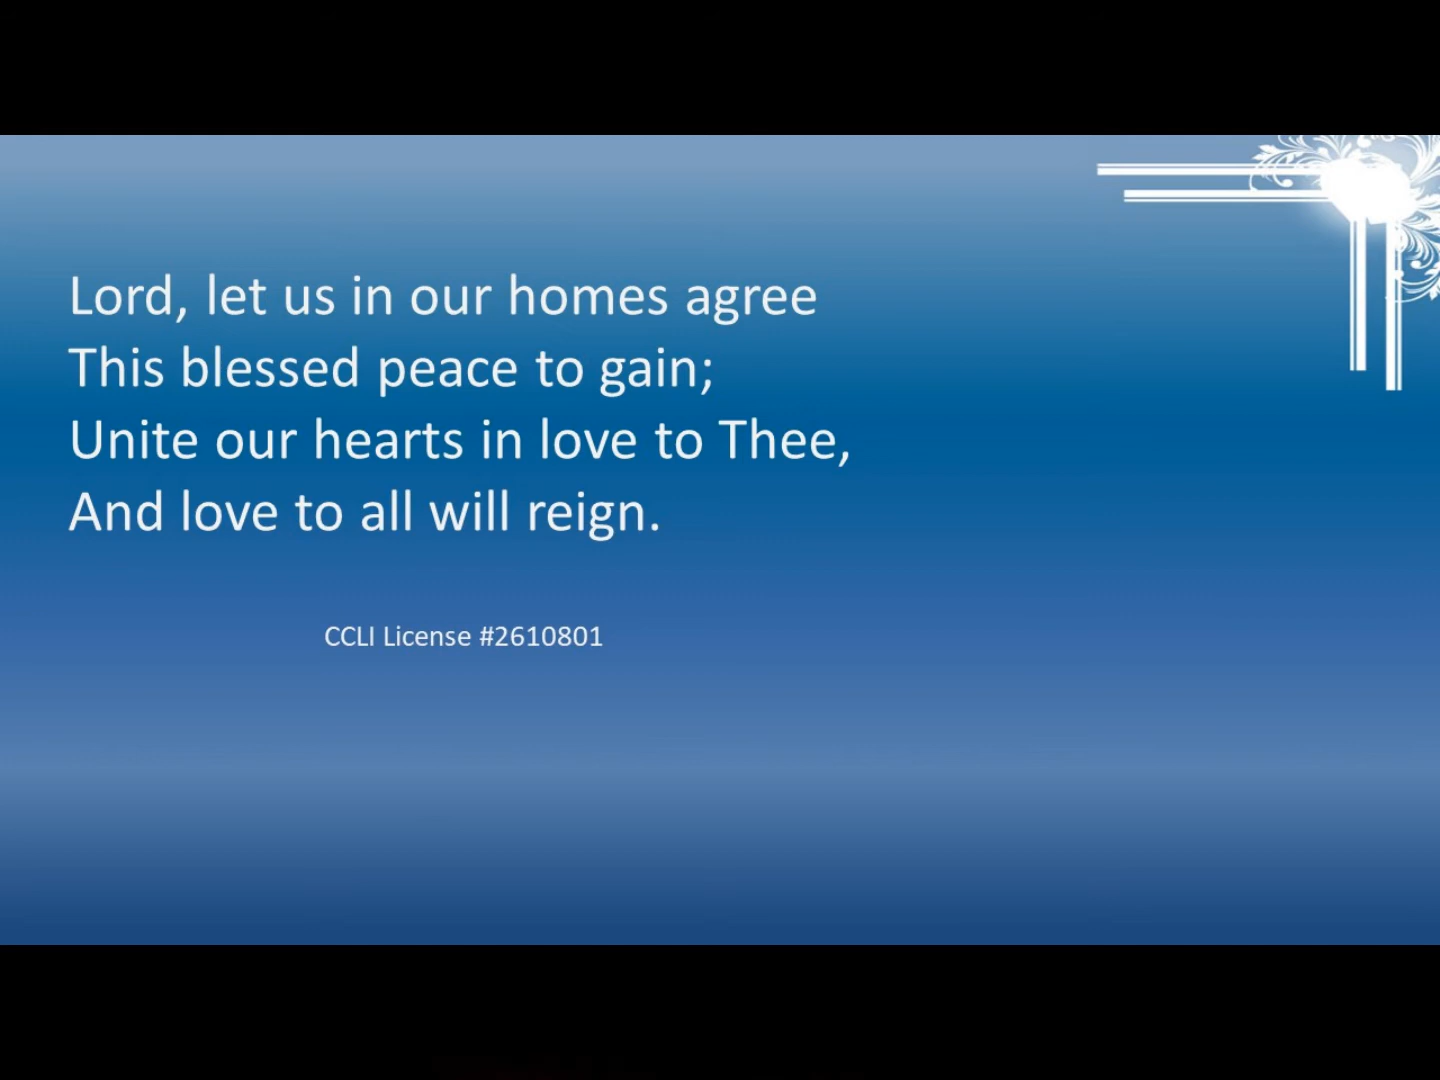 Lord, let us in our homes agree
This blessed peace to gain;
Unite our hearts in love to Thee,
And love to all will reign.
CCLI License #2610801